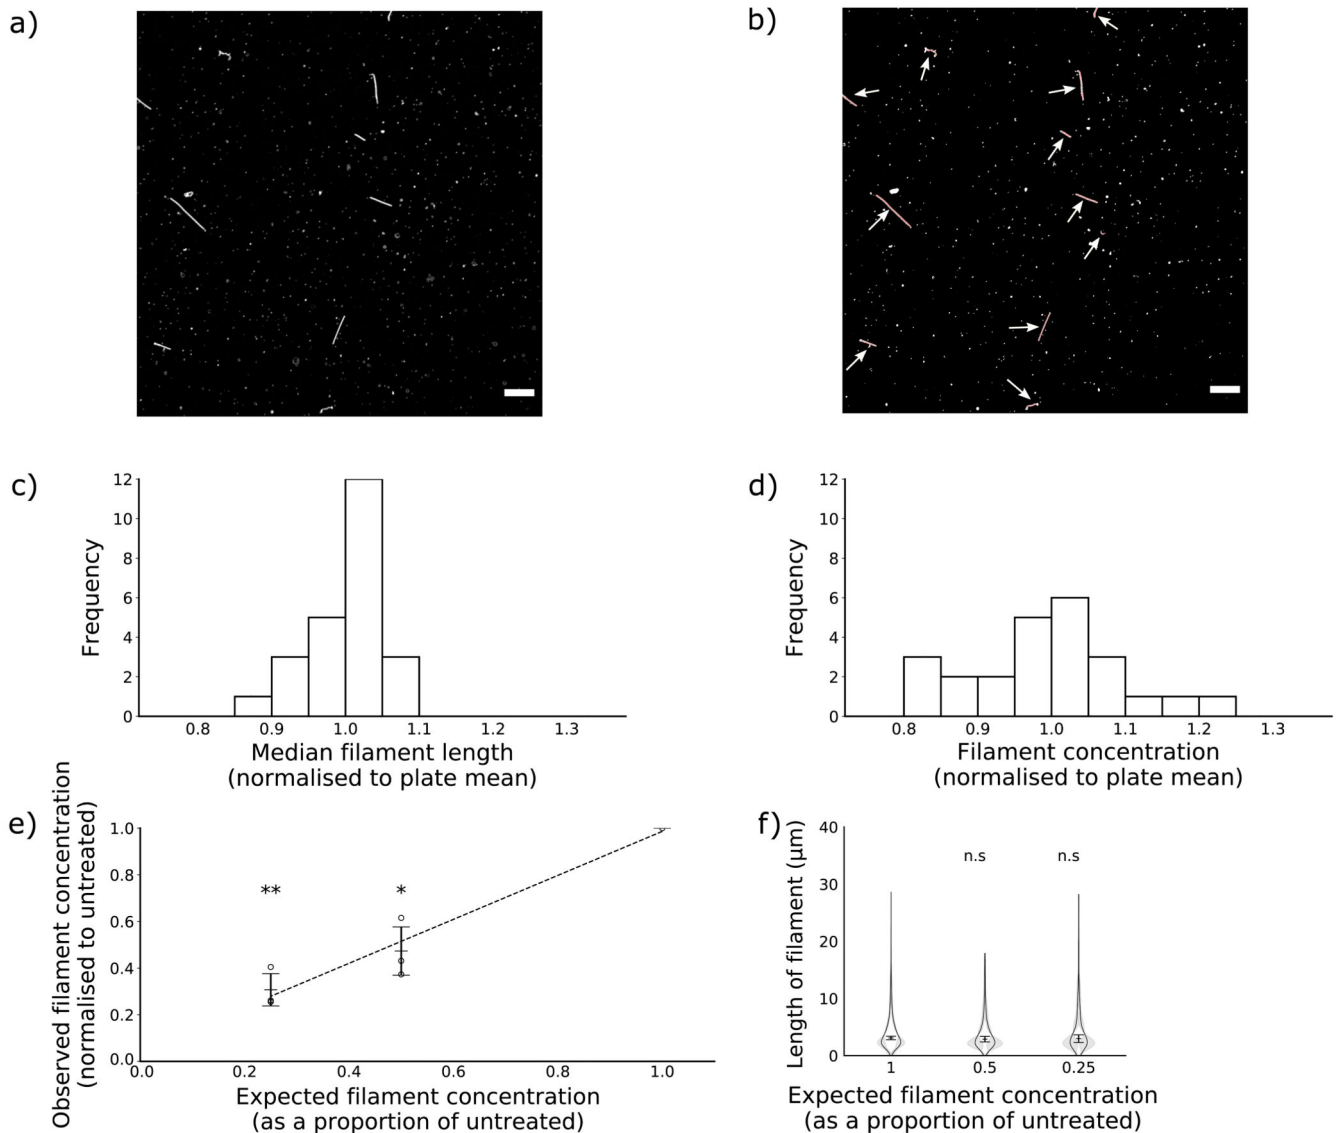 a)
b)
c)
12
10
8
6
4
2
0
Frequency
0.8 0.9 1.0 1.1 1.2 1.3
Median filament length
(normalised to plate mean)
d)
12
10
8
6
4
2
0
Frequency
0.8 0.9 1.0 1.1 1.2 1.3
Filament concentration
(normalised to plate mean)
e)
Observed filament concentration
(normalised to untreated)
1.0
0.8
0.6
0.4
0.2
0.0
** *
0.0 0.2 0.4 0.6 0.8 1.0
Expected filament concentration
(as a proportion of untreated)
f)
Length of filament (μm)
40
30
20
10
0
n.s n.s
1 0.5 0.25
Expected filament concentration
(as a proportion of untreated)